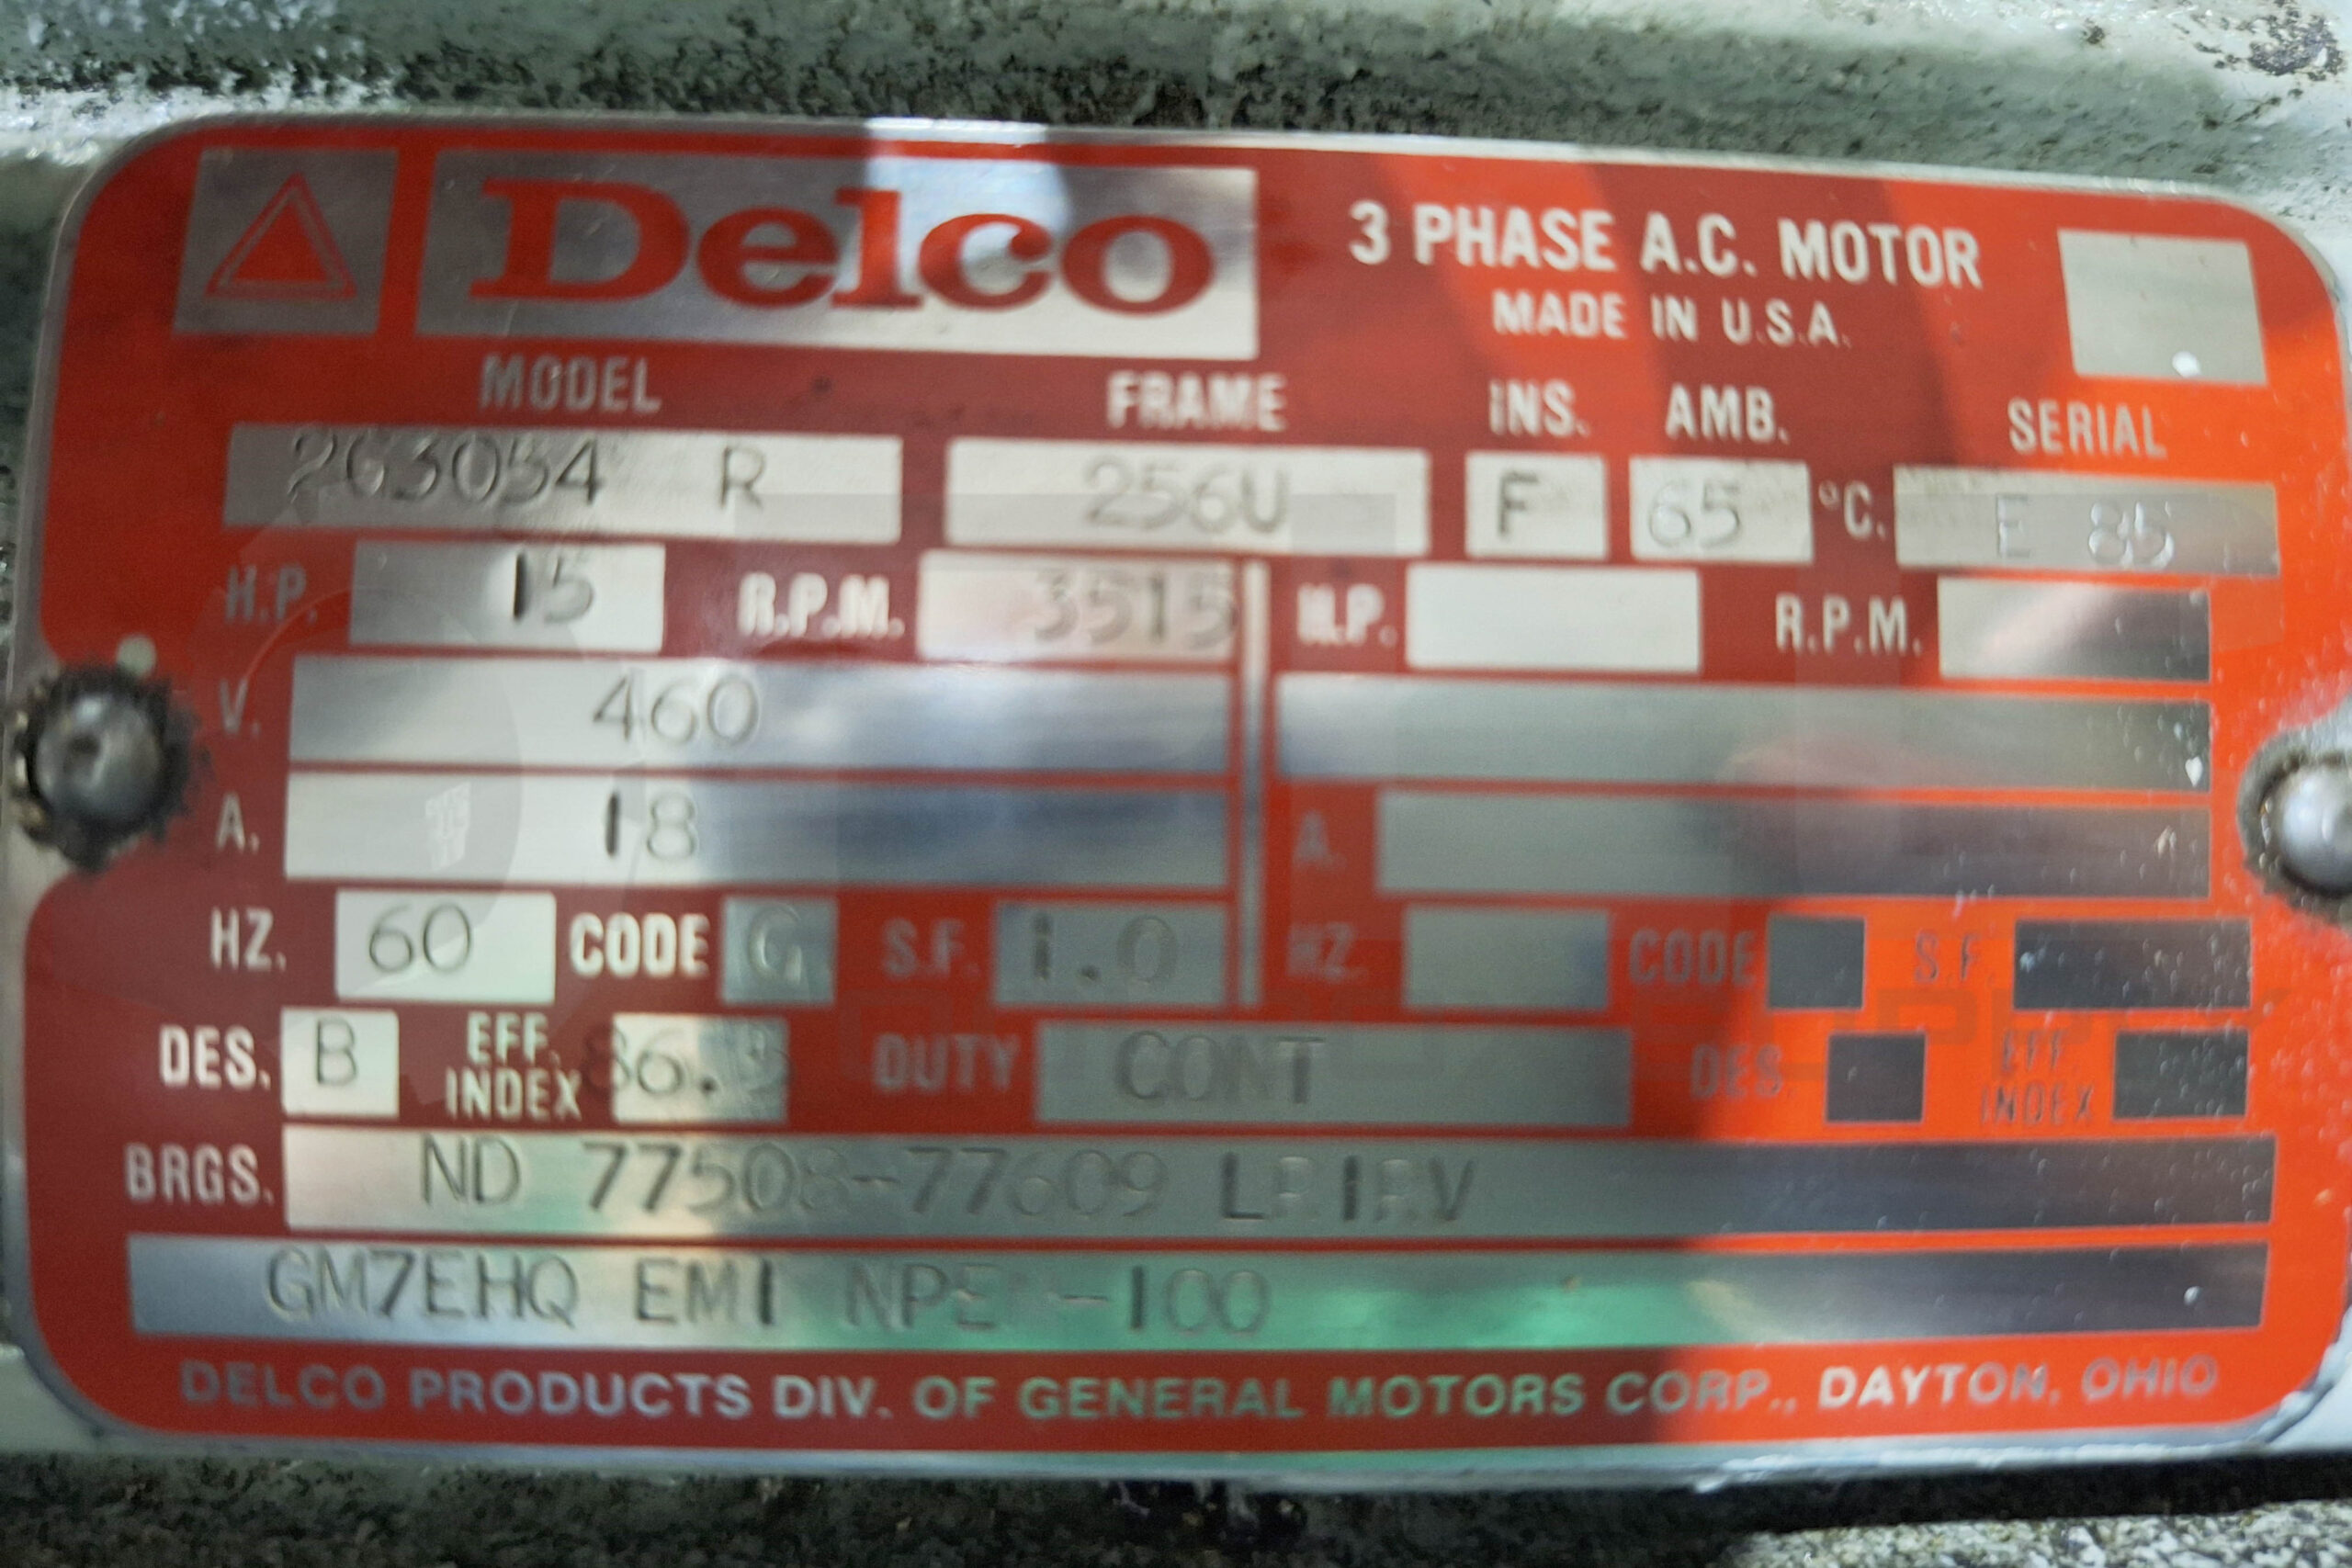 Delco
3 PHASE A.C. MOTOR
MADE IN U.S.A.
MODEL FRAME INS. AMB. SERIAL
2G3054 R 256U F 65 °C. E 85
H.P. 15 R.P.M. 3515 H.P. R.P.M.
V. 460
A. 18 A.
HZ. 60 CODE G S.F. 1.0 HZ. CODE S.F.
DES. B EFF. INDEX DUTY CONT DES. EFF. INDEX
BRGS. ND 77508-77609
GM7EHQ EM1
DELCO PRODUCTS DIV. OF GENERAL MOTORS CORP., DAYTON, OHIO